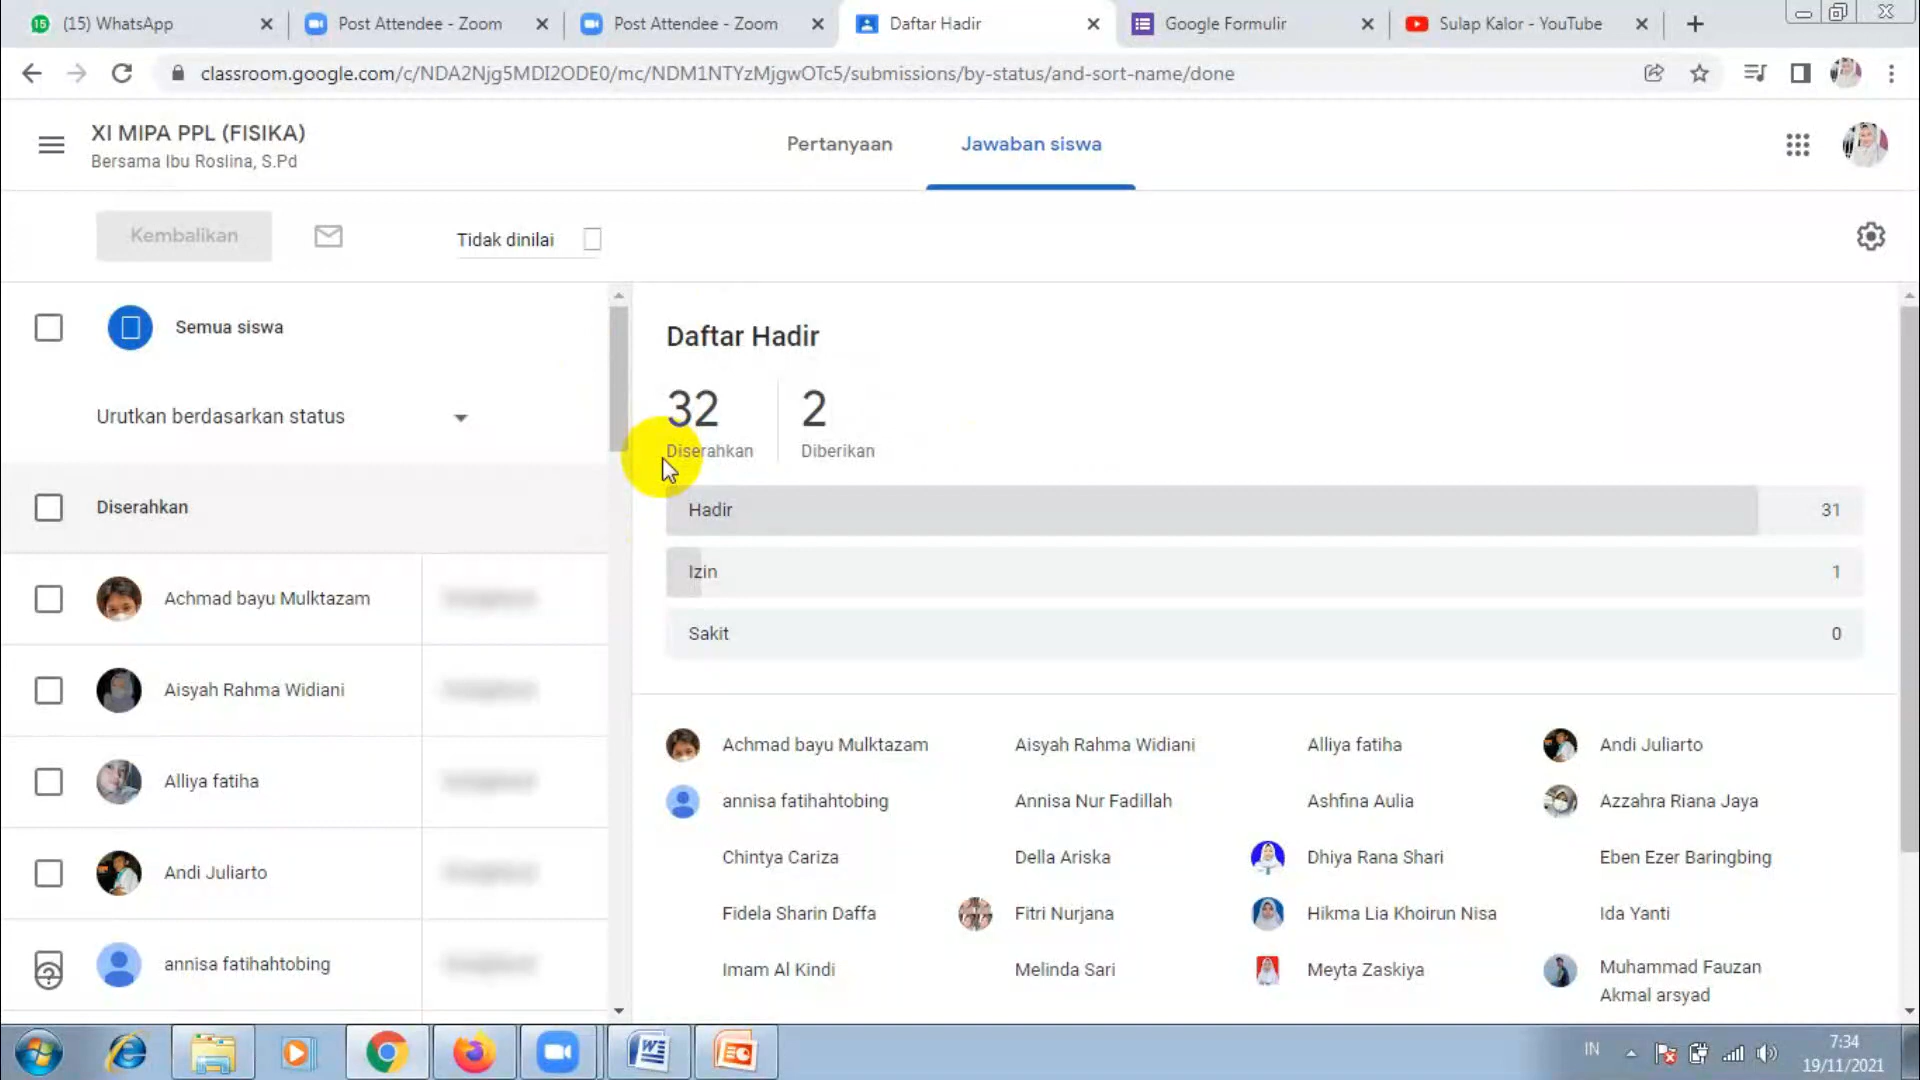 (15) WhatsApp
Post Attendee - Zoom
Post Attendee - Zoom
Daftar Hadir
Google Formulir
Sulap Kalor - YouTube
classroom.google.com/c/NDA2Njg5MDI2ODE0/mc/NDM1NTYzMjgwOTc5/submissions/by-status/and-sort-name/done
XI MIPA PPL (FISIKA)
Bersama Ibu Roslina, S.Pd
Pertanyaan
Jawaban siswa
Kembalikan
Tidak dinilai
Semua siswa
Urutkan berdasarkan status
Diserahkan
Achmad bayu Mulktazam
Aisyah Rahma Widiani
Alliya fatiha
Andi Juliarto
annisa fatihahtobing
Daftar Hadir
32
Diserahkan
2
Diberikan
Hadir 31
Izin 1
Sakit 0
Achmad bayu Mulktazam
Aisyah Rahma Widiani
Alliya fatiha
Andi Juliarto
annisa fatihahtobing
Annisa Nur Fadillah
Ashfina Aulia
Azzahra Riana Jaya
Chintya Cariza
Della Ariska
Dhiya Rana Shari
Eben Ezer Baringbing
Fidela Sharin Daffa
Fitri Nurjana
Hikma Lia Khoirun Nisa
Ida Yanti
Imam Al Kindi
Melinda Sari
Meyta Zaskiya
Muhammad Fauzan
Akmal arsyad
IN
7:34
19/11/2021